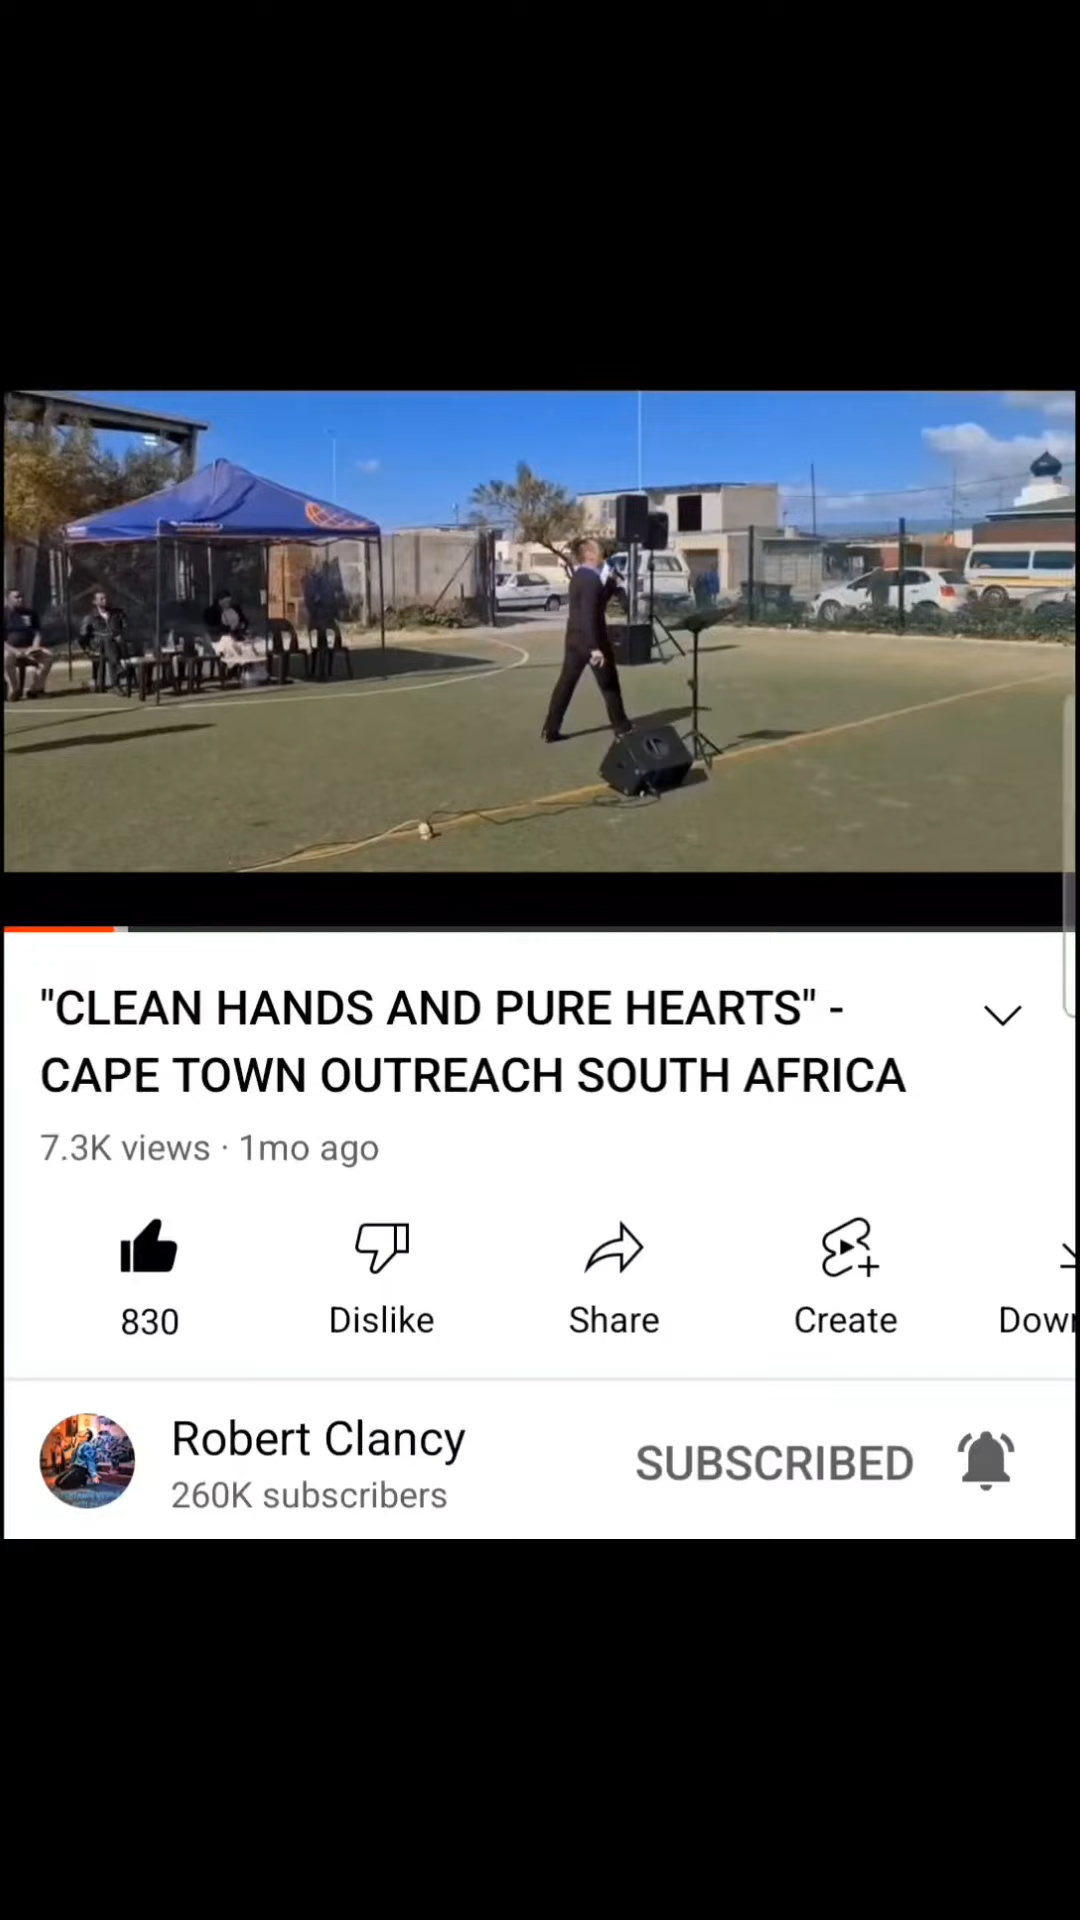 "CLEAN HANDS AND PURE HEARTS" -
CAPE TOWN OUTREACH SOUTH AFRICA
7.3K views · 1mo ago
830
Dislike
Share
Create
Dow
Robert Clancy
260K subscribers
SUBSCRIBED